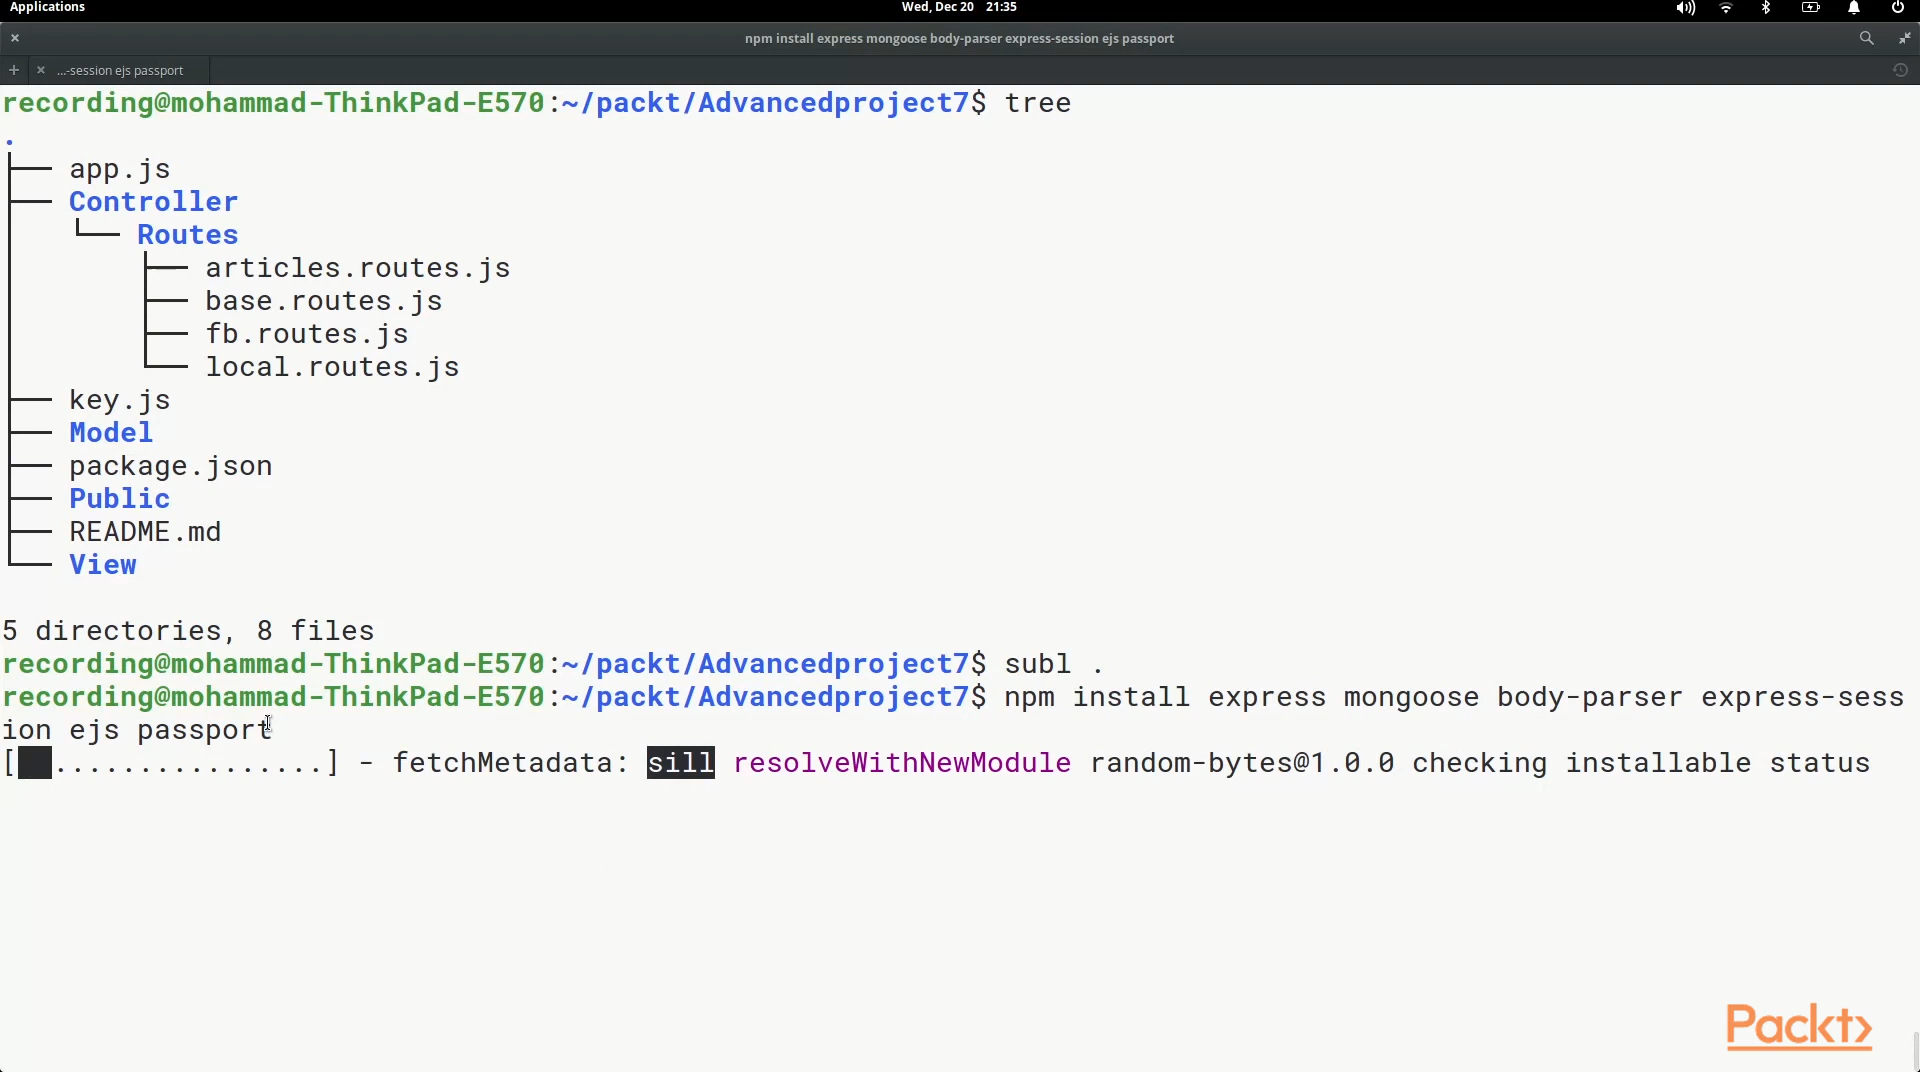 Applications Wed, Dec 20 21:35
npm install express mongoose body-parser express-session ejs passport
...-session ejs passport
recording@mohammad-ThinkPad-E570:~/packt/Advancedproject7$ tree
.
├── app.js
├── Controller
│   └── Routes
│       ├── articles.routes.js
│       ├── base.routes.js
│       ├── fb.routes.js
│       └── local.routes.js
├── key.js
├── Model
├── package.json
├── Public
├── README.md
└── View
5 directories, 8 files
recording@mohammad-ThinkPad-E570:~/packt/Advancedproject7$ subl .
recording@mohammad-ThinkPad-E570:~/packt/Advancedproject7$ npm install express mongoose body-parser express-sess
ion ejs passport
[██................] - fetchMetadata: sill resolveWithNewModule random-bytes@1.0.0 checking installable status
Packt>